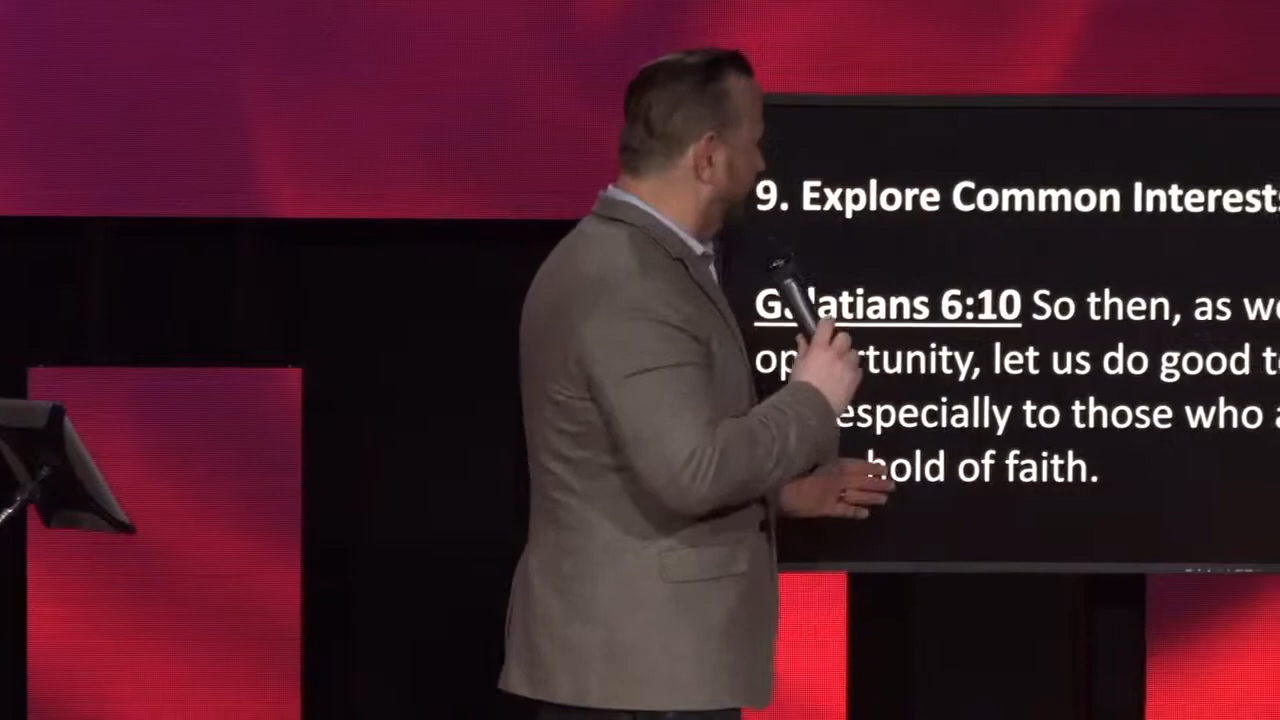 9. Explore Common Interests
Galatians 6:10 So then, as we
opportunity, let us do good t
especially to those who a
hold of faith.